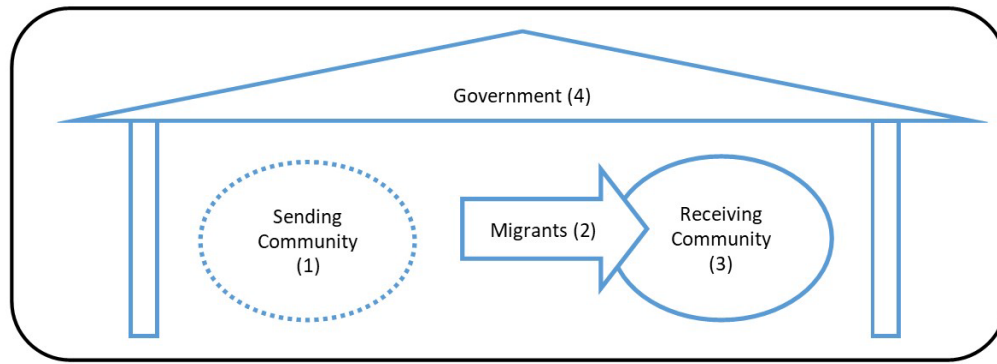 Government (4)
Sending
Community
(1)
Migrants (2)
Receiving
Community
(3)